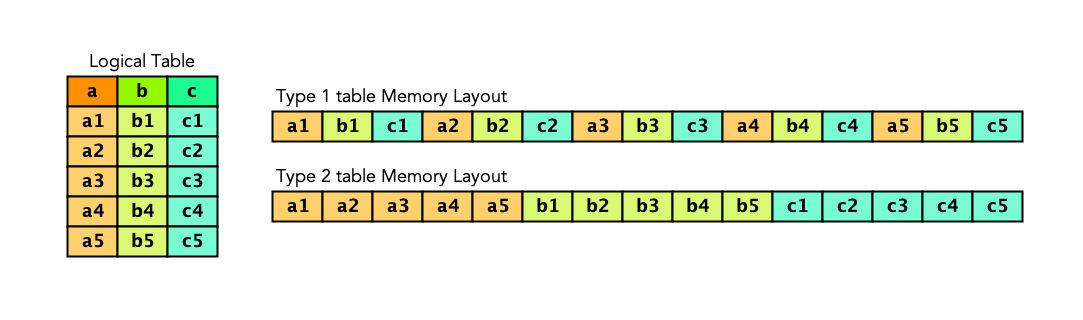 Logical Table
a b c
a1 b1 c1
a2 b2 c2
a3 b3 c3
a4 b4 c4
a5 b5 c5
Type 1 table Memory Layout
a1 b1 c1 a2 b2 c2 a3 b3 c3 a4 b4 c4 a5 b5 c5
Type 2 table Memory Layout
a1 a2 a3 a4 a5 b1 b2 b3 b4 b5 c1 c2 c3 c4 c5